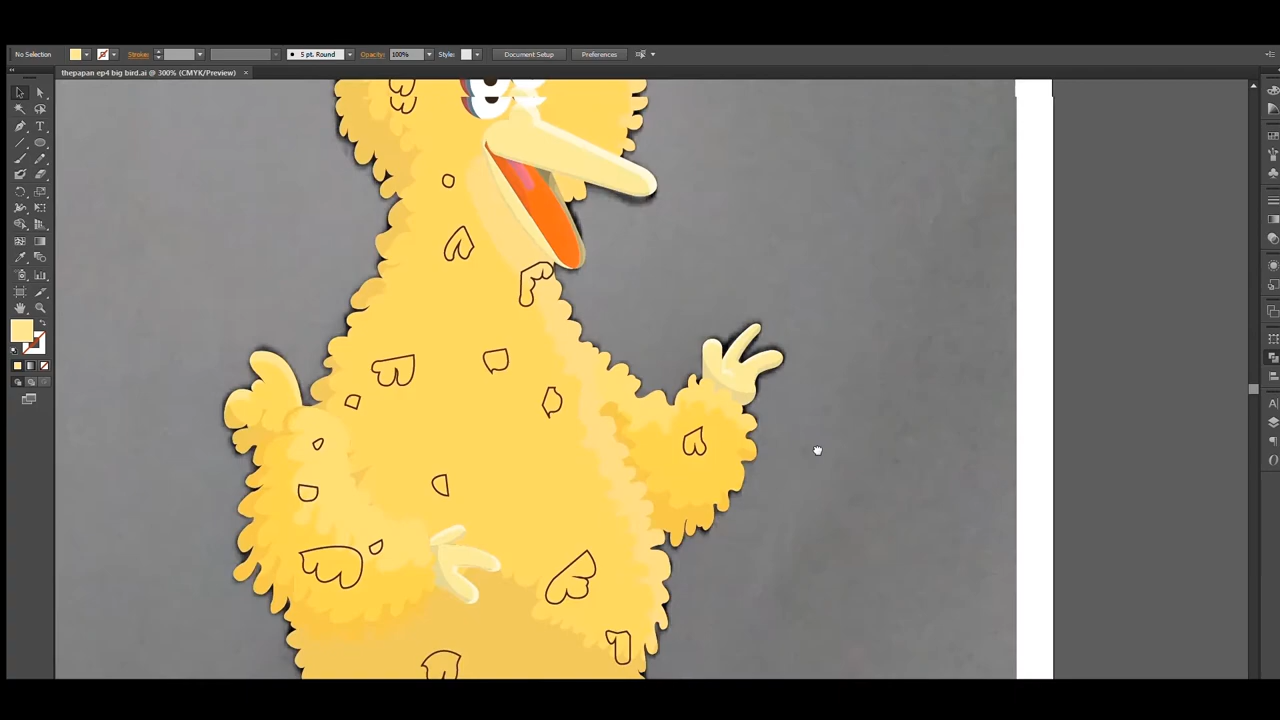 No Selection
Stroke:
5 pt. Round
Opacity:
100%
Style:
Document Setup
Preferences
thepapan ep4 big bird.ai @ 300% (CMYK/Preview)